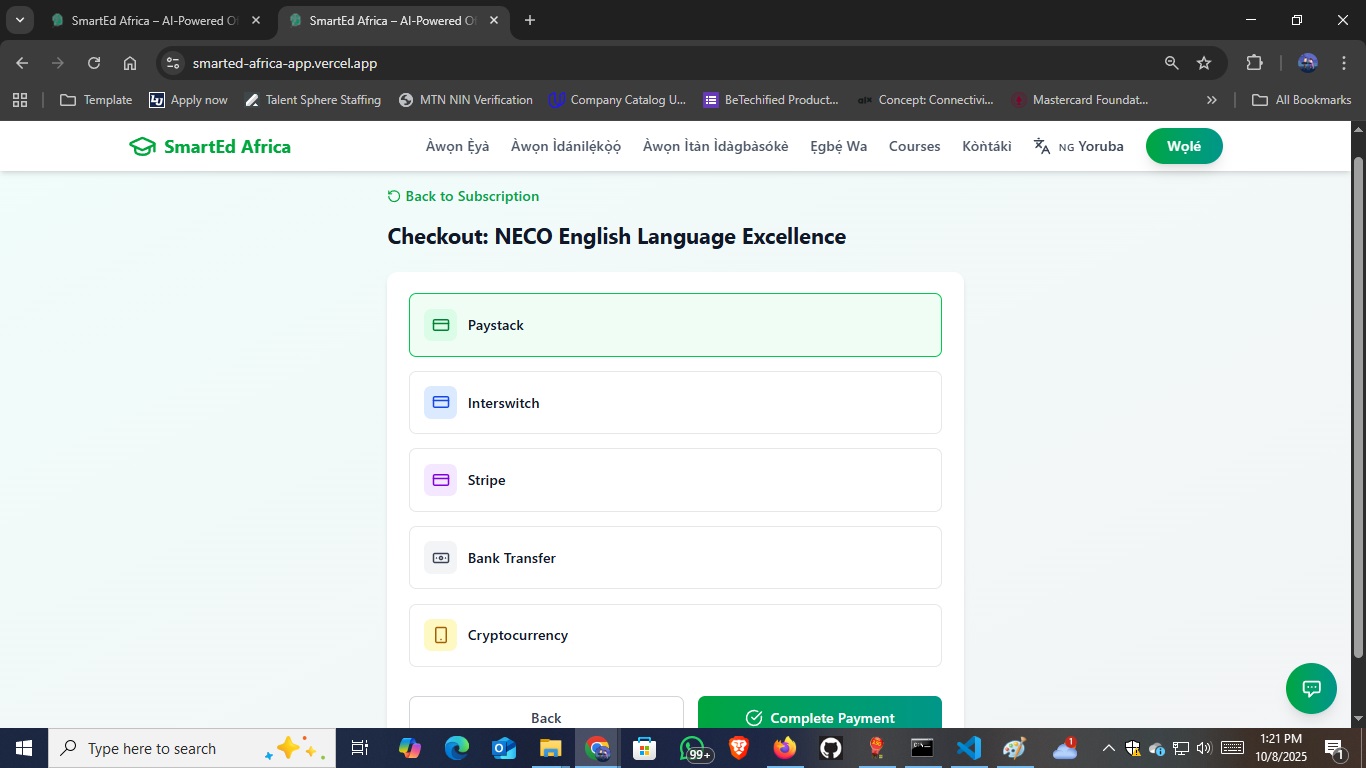 SmartEd Africa – AI-Powered O
SmartEd Africa – AI-Powered O
smarted-africa-app.vercel.app
Template
Apply now
Talent Sphere Staffing
MTN NIN Verification
Company Catalog U...
BeTechified Product...
Concept: Connectivi...
Mastercard Foundat...
All Bookmarks
SmartEd Africa
Àwọn Ẹ̀yà
Àwọn Ìdánilẹ́kọ̀ọ́
Àwọn Ìtàn Ìdàgbàsókè
Ẹgbẹ́ Wa
Courses
Kòǹtákì
NG Yoruba
Wọlé
Back to Subscription
Checkout: NECO English Language Excellence
Paystack
Interswitch
Stripe
Bank Transfer
Cryptocurrency
Back
Complete Payment
Type here to search
99+
1
1:21 PM
10/8/2025
1